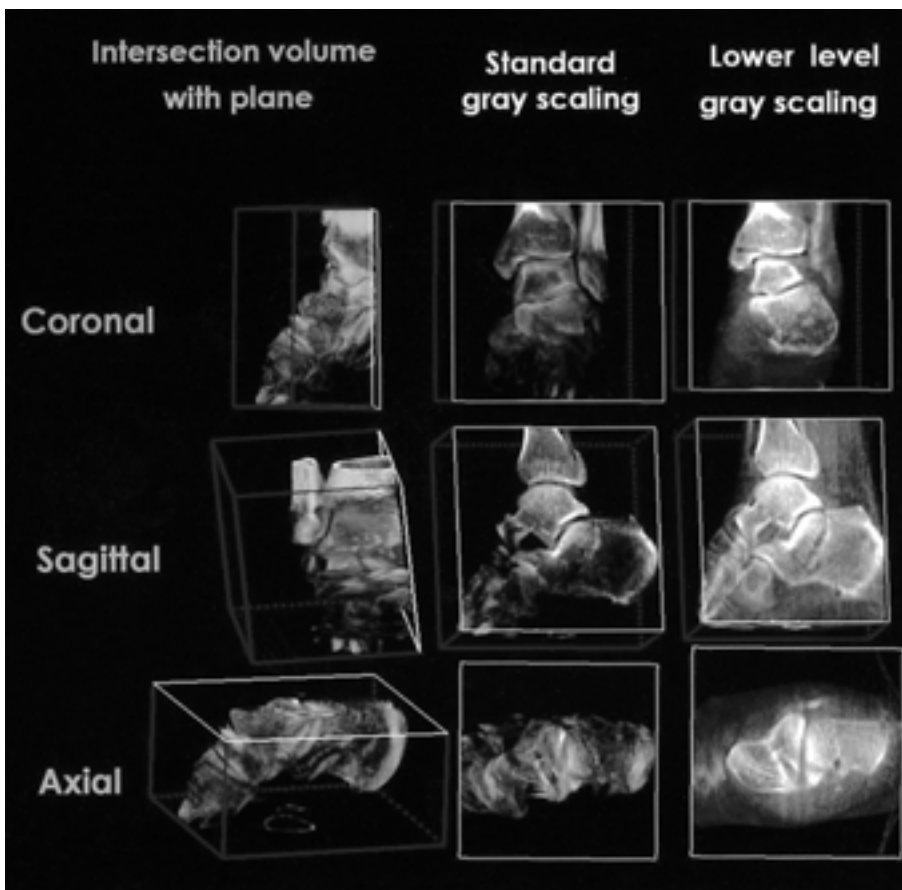 Intersection volume
with plane
Standard
gray scaling
Lower level
gray scaling
Coronal
Sagittal
Axial